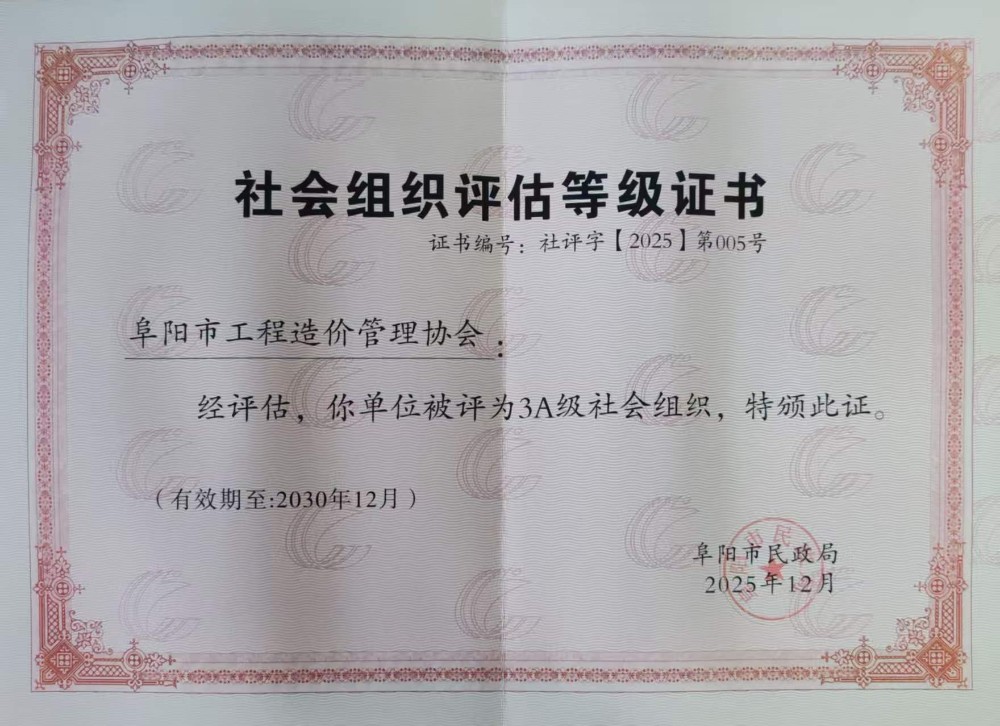 社会组织评估等级证书
证书编号：社评字【2025】第005号
阜阳市工程造价管理协会：
经评估，你单位被评为3A级社会组织，特颁此证。
（有效期至:2030年12月）
阜阳市民政局
2025年12月